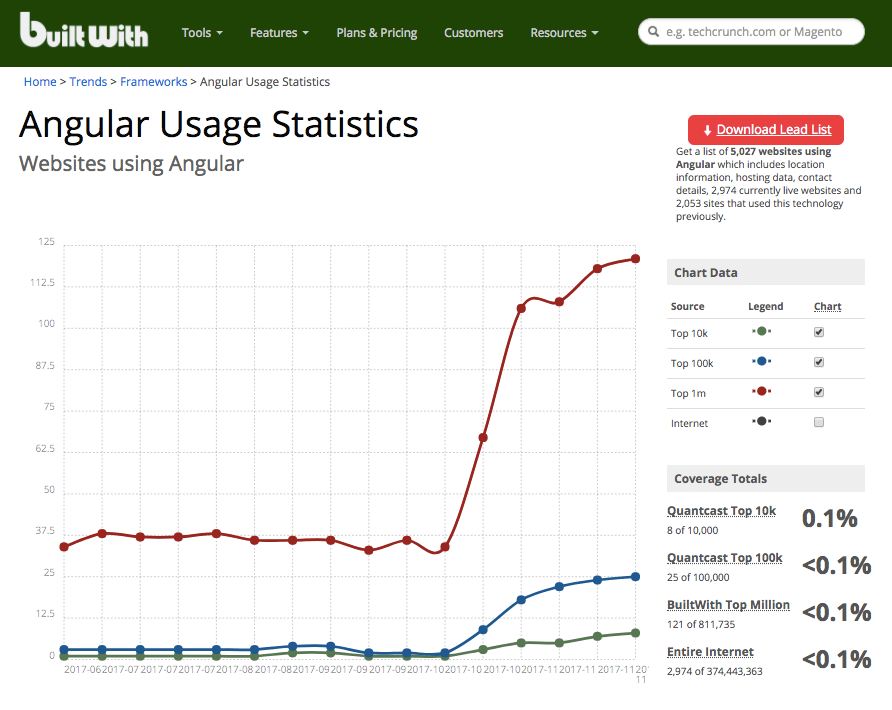 builtwith
Tools Features Plans & Pricing Customers Resources e.g. techcrunch.com or Magento
Home > Trends > Frameworks > Angular Usage Statistics
Angular Usage Statistics
Websites using Angular
Download Lead List
Get a list of 5,027 websites using
Angular which includes location
information, hosting data, contact
details, 2,974 currently live websites and
2,053 sites that used this technology
previously.
125
112.5
100
87.5
75
62.5
50
37.5
25
12.5
0
2017-06 2017-07 2017-07 2017-07 2017-08 2017-08 2017-08 2017-09 2017-09 2017-10 2017-10 2017-10 2017-11 2017-11
11
Chart Data
Source Legend Chart
Top 10k
Top 100k
Top 1m
Internet
Coverage Totals
Quantcast Top 10k 0.1%
8 of 10,000
Quantcast Top 100k <0.1%
25 of 100,000
BuiltWith Top Million <0.1%
121 of 811,735
Entire Internet <0.1%
2,974 of 374,443,363